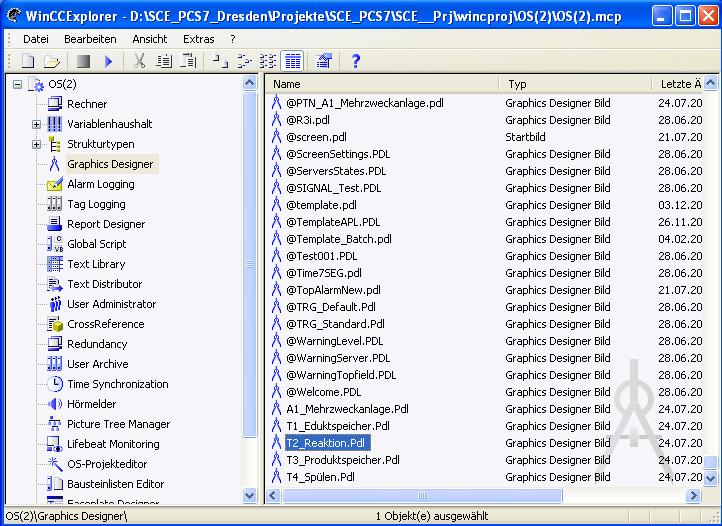 WinCCExplorer - D:\SCE_PCS7_Dresden\Projekte\SCE_PCS7\SCE__Prj\wincproj\OS(2)\OS(2).mcp
Datei Bearbeiten Ansicht Extras ?
OS(2)
Rechner
Variablenhaushalt
Strukturtypen
Graphics Designer
Alarm Logging
Tag Logging
Report Designer
Global Script
Text Library
Text Distributor
User Administrator
CrossReference
Redundancy
User Archive
Time Synchronization
Hörmelder
Picture Tree Manager
Lifebeat Monitoring
OS-Projekteditor
Bausteinlisten Editor
Faceplate Designer
Name Typ Letzte Ä
@PTN_A1_Mehrzweckanlage.pdl Graphics Designer Bild 24.07.20
@R3i.pdl Graphics Designer Bild 28.06.20
@screen.pdl Startbild 21.07.20
@ScreenSettings.PDL Graphics Designer Bild 28.06.20
@ServersStates.PDL Graphics Designer Bild 28.06.20
@SIGNAL_Test.PDL Graphics Designer Bild 28.06.20
@template.pdl Graphics Designer Bild 03.12.20
@TemplateAPL.PDL Graphics Designer Bild 26.11.20
@Template_Batch.pdl Graphics Designer Bild 04.02.20
@Test001.PDL Graphics Designer Bild 28.06.20
@Time7SEG.pdl Graphics Designer Bild 28.06.20
@TopAlarmNew.pdl Graphics Designer Bild 21.07.20
@TRG_Default.Pdl Graphics Designer Bild 28.06.20
@TRG_Standard.Pdl Graphics Designer Bild 28.06.20
@WarningLevel.PDL Graphics Designer Bild 28.06.20
@WarningServer.PDL Graphics Designer Bild 28.06.20
@WarningTopfield.PDL Graphics Designer Bild 28.06.20
@Welcome.PDL Graphics Designer Bild 28.06.20
A1_Mehrzweckanlage.Pdl Graphics Designer Bild 24.07.20
T1_Eduktspeicher.Pdl Graphics Designer Bild 24.07.20
T2_Reaktion.Pdl Graphics Designer Bild 24.07.20
T3_Produktspeicher.Pdl Graphics Designer Bild 24.07.20
T4_Spülen.Pdl Graphics Designer Bild 24.07.20
OS(2)\Graphics Designer\ 1 Objekt(e) ausgewählt